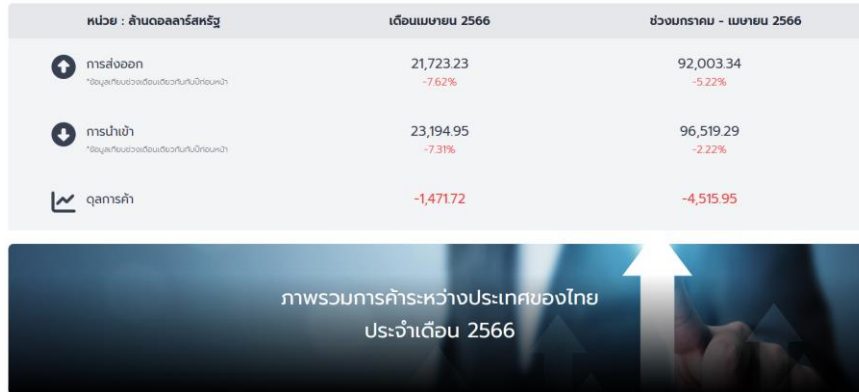 หน่วย : ล้านดอลลาร์สหรัฐ เดือนเมษายน 2566 ช่วงมกราคม - เมษายน 2566
การส่งออก 21,723.23 92,003.34
*ข้อมูลเทียบช่วงเดือนเดียวกันกับปีก่อนหน้า -7.62% -5.22%
การนำเข้า 23,194.95 96,519.29
*ข้อมูลเทียบช่วงเดือนเดียวกันกับปีก่อนหน้า -7.31% -2.22%
ดุลการค้า -1,471.72 -4,515.95
ภาพรวมการค้าระหว่างประเทศของไทย
ประจำเดือน 2566